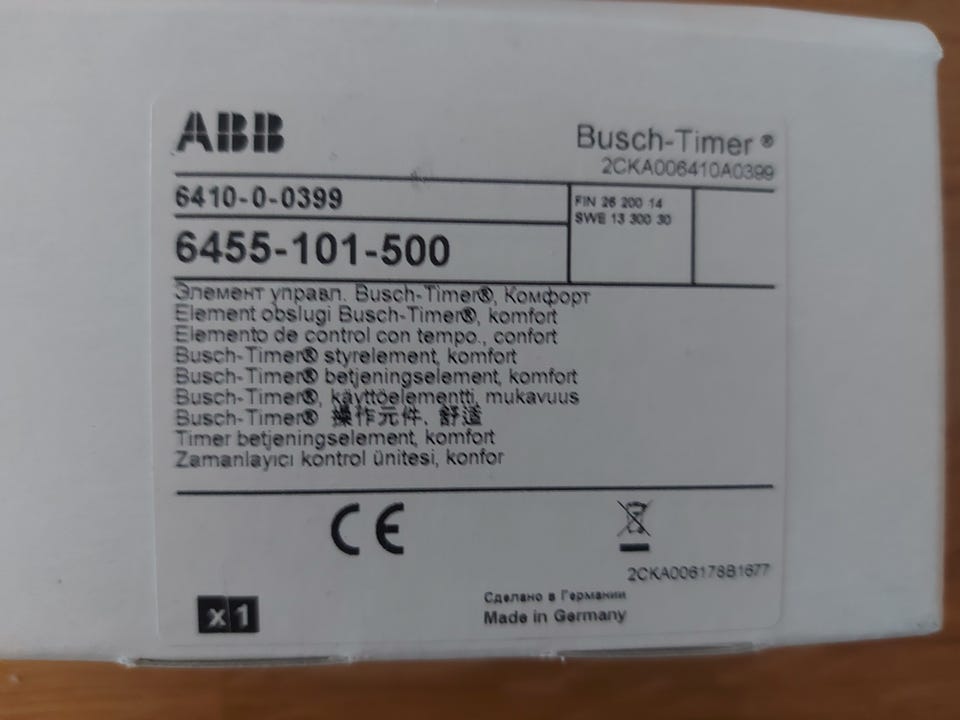 ABB
Busch-Timer®
2CKA006410A0399
6410-0-0399
FIN 26 200 14
SWE 13 300 30
6455-101-500
Элемент управл. Busch-Timer®, Комфорт
Element obsługi Busch-Timer®, komfort
Elemento de control con tempo., confort
Busch-Timer® styrelement, komfort
Busch-Timer® betjeningselement, komfort
Busch-Timer®, käyttöelementti, mukavuus
Busch-Timer® 操作元件, 舒适
Timer betjeningselement, komfort
Zamanlayıcı kontrol ünitesi, konfor
CE
2CKA006178B1677
Сделано в Германии
x1
Made in Germany